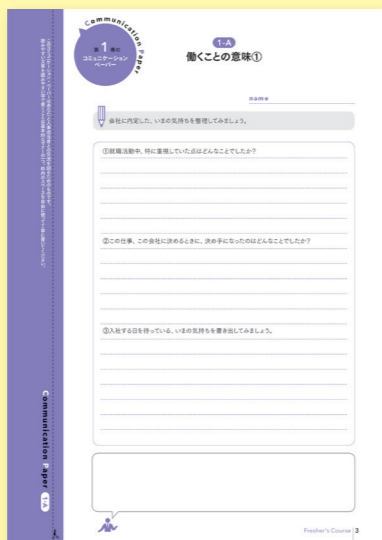 Communication Paper
第1章の
コミュニケーション
ペーパー
1-A
働くことの意味①
name
会社に内定した、いまの気持ちを整理してみましょう。
①就職活動中、特に重視していた点はどんなことでしたか?
②この仕事、この会社に決めるときに、決め手になったのはどんなことでしたか?
③入社する日を待っている、いまの気持ちを書き出してみましょう。
Communication Paper 1-A
Fresher's Course 3